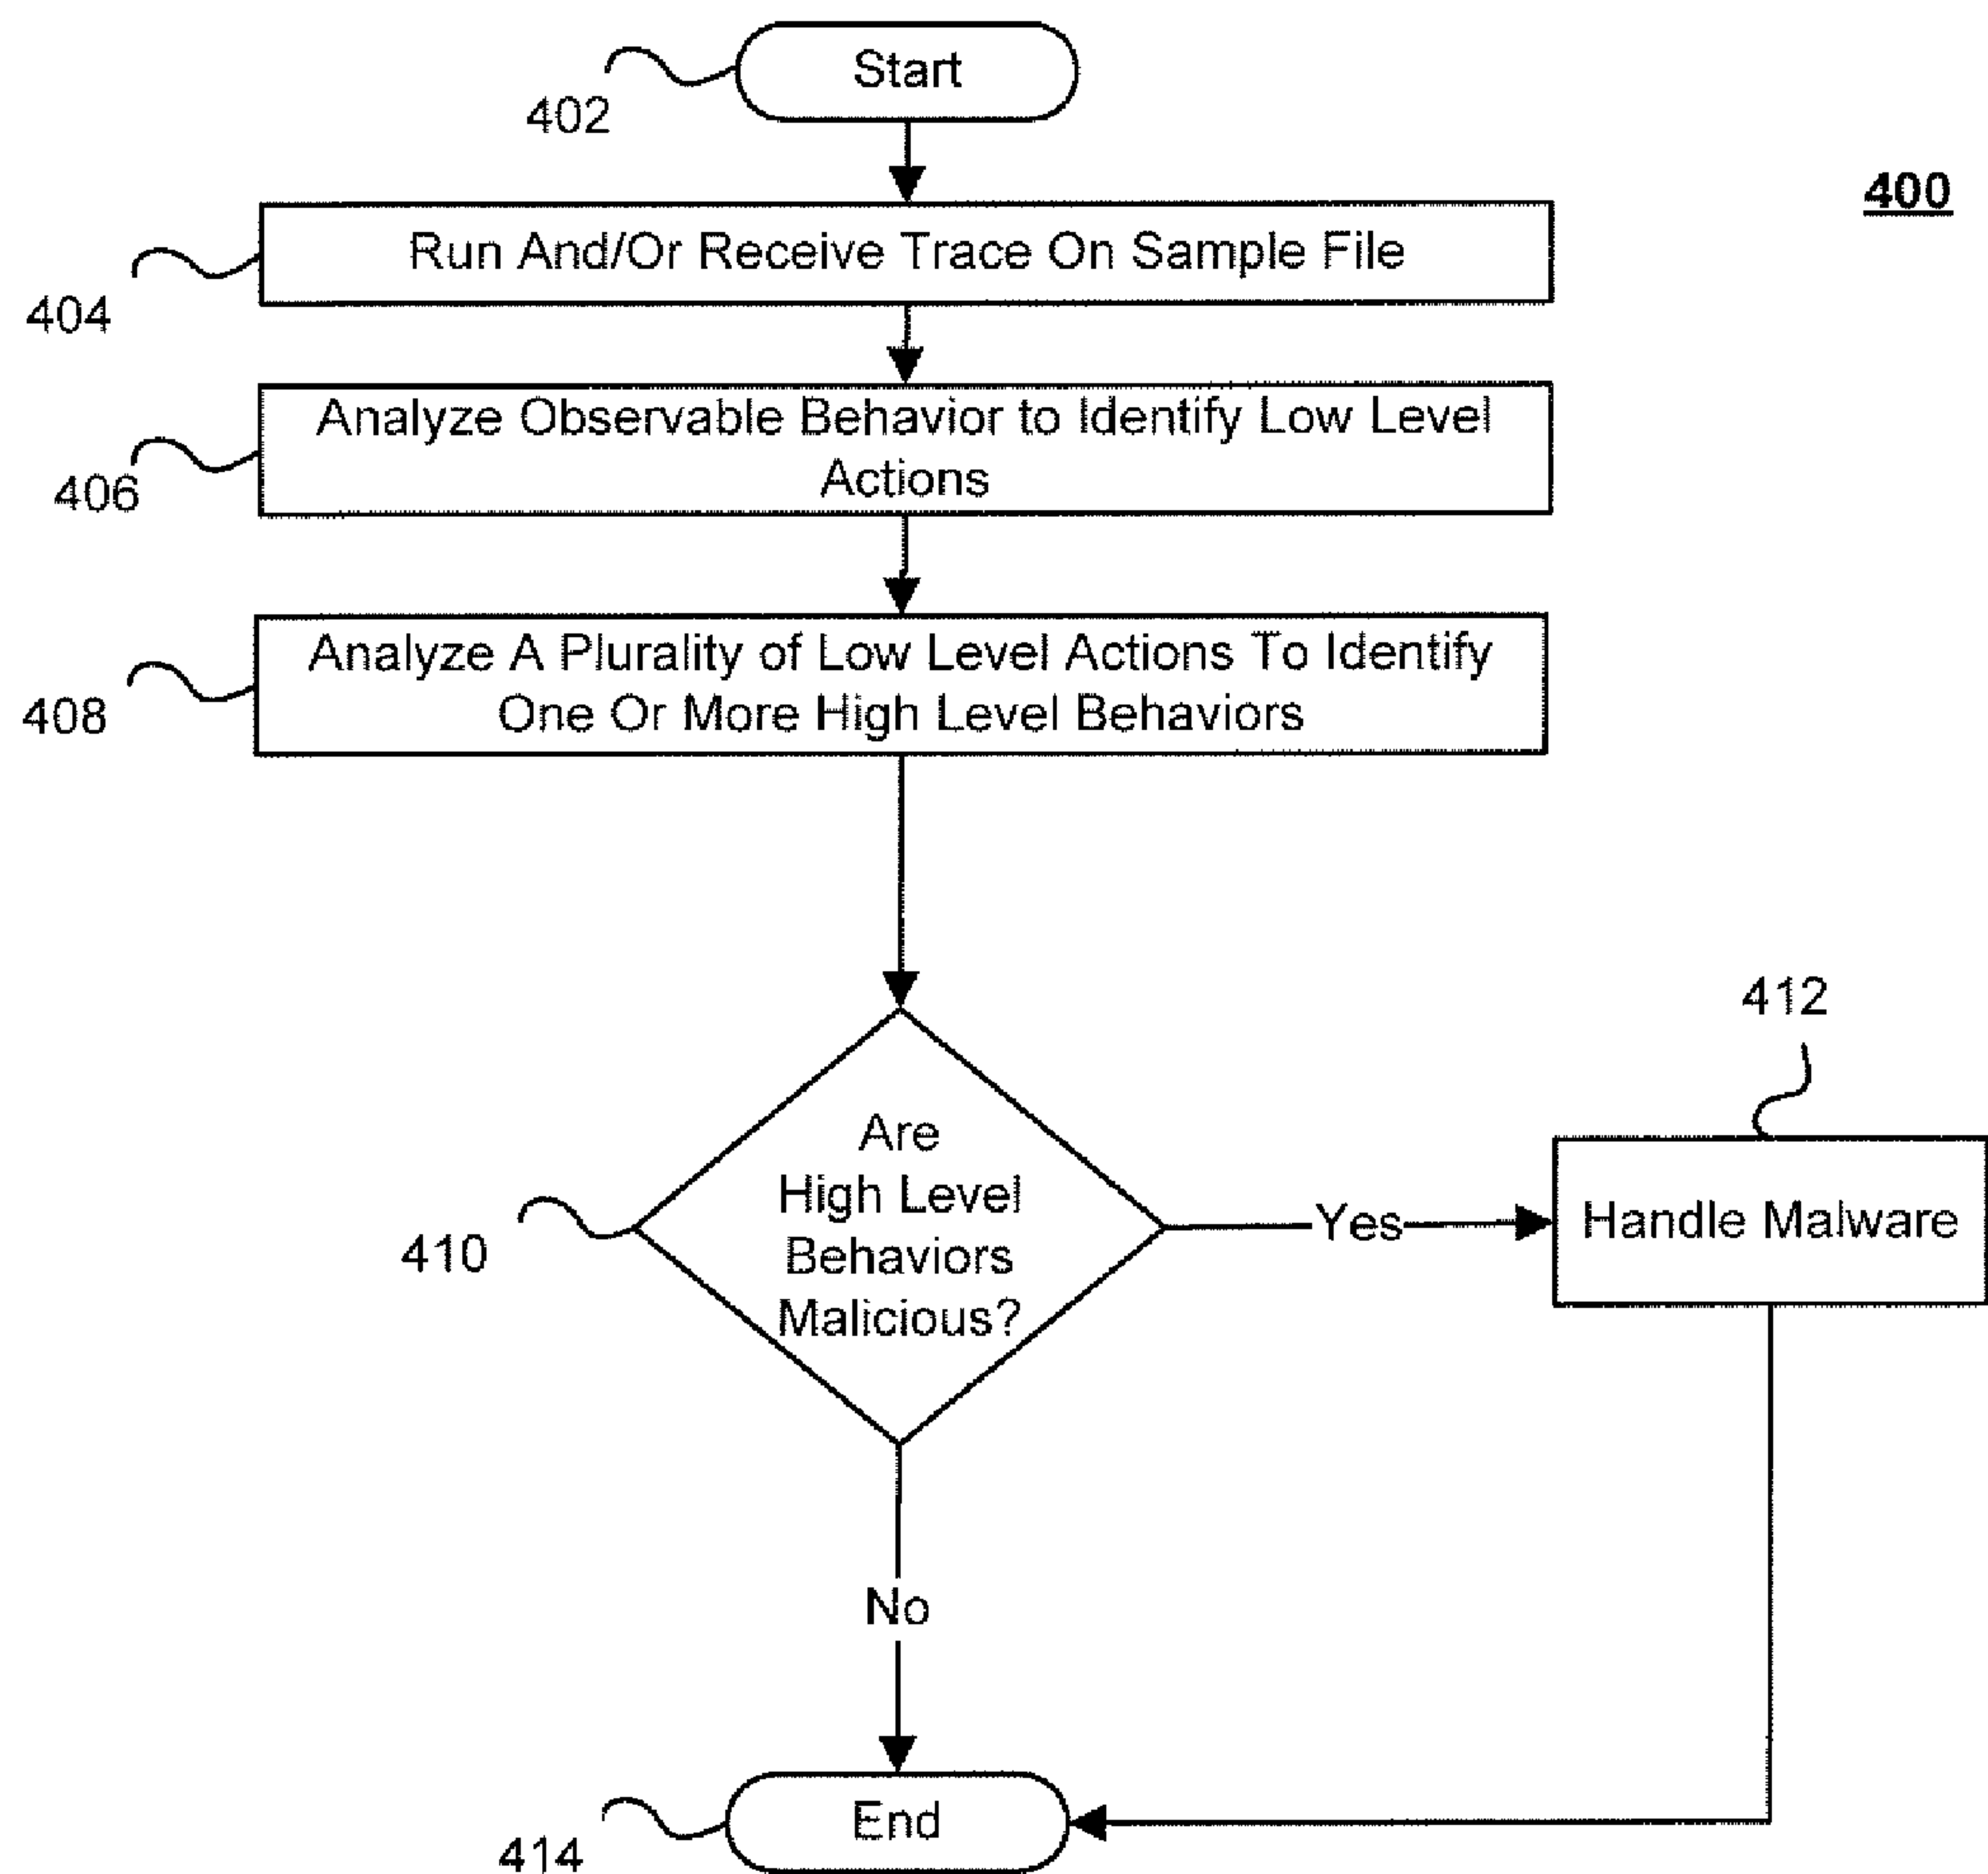 Start
402
400
Run And/Or Receive Trace On Sample File
404
Analyze Observable Behavior to Identify Low Level
Actions
406
Analyze A Plurality of Low Level Actions To Identify
One Or More High Level Behaviors
408
412
Are
High Level
Behaviors
Malicious?
410
Yes
Handle Malware
No
End
414